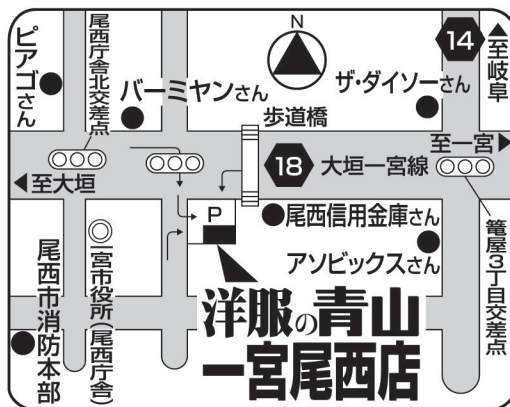 ピアゴさん
尾西庁舎北交差点
バーミヤンさん
N
ザ・ダイソーさん
14
▲至岐阜
歩道橋
至一宮▶
18
大垣一宮線
◀至大垣
P
尾西信用金庫さん
アソビックスさん
篭屋3丁目交差点
尾西市消防本部
◎一宮市役所(尾西庁舎)
洋服の青山
一宮尾西店